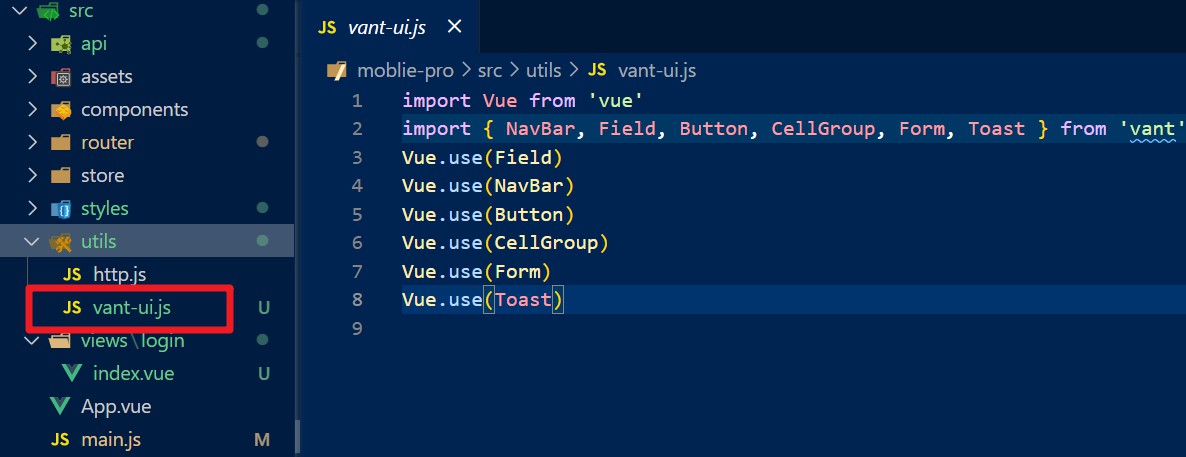 src
api
assets
components
router
store
styles
utils
JS http.js
JS vant-ui.js U
views\login
index.vue U
App.vue
JS main.js M
JS vant-ui.js ×
moblie-pro > src > utils > JS vant-ui.js
1 import Vue from 'vue'
2 import { NavBar, Field, Button, CellGroup, Form, Toast } from 'vant'
3 Vue.use(Field)
4 Vue.use(NavBar)
5 Vue.use(Button)
6 Vue.use(CellGroup)
7 Vue.use(Form)
8 Vue.use(Toast)
9